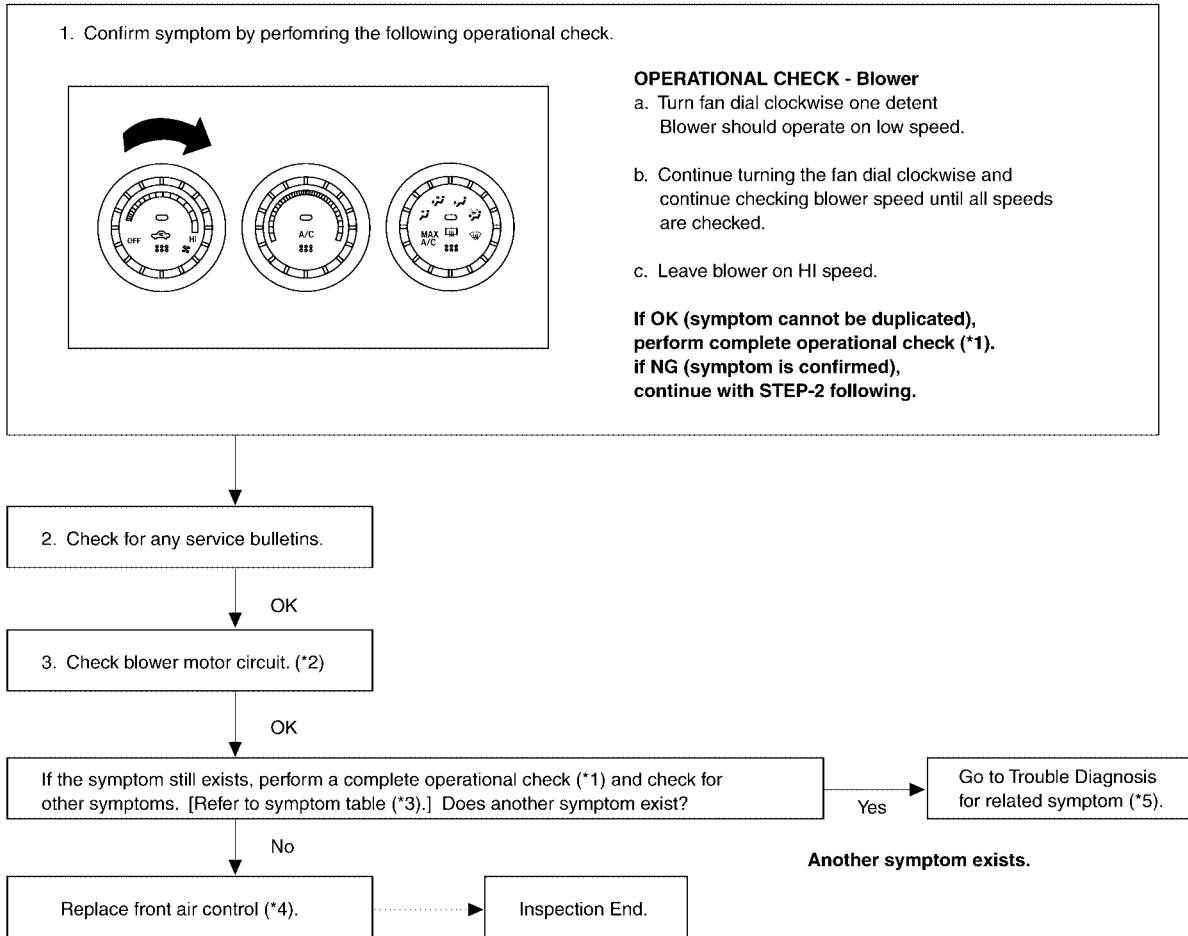 1. Confirm symptom by perfomring the following operational check.
OFF
HI
A/C
MAX
A/C
OPERATIONAL CHECK - Blower
a. Turn fan dial clockwise one detent
Blower should operate on low speed.
b. Continue turning the fan dial clockwise and
continue checking blower speed until all speeds
are checked.
c. Leave blower on HI speed.
If OK (symptom cannot be duplicated),
perform complete operational check (*1).
if NG (symptom is confirmed),
continue with STEP-2 following.
2. Check for any service bulletins.
OK
3. Check blower motor circuit. (*2)
OK
If the symptom still exists, perform a complete operational check (*1) and check for
other symptoms. [Refer to symptom table (*3).] Does another symptom exist?
Yes
Go to Trouble Diagnosis
for related symptom (*5).
No
Another symptom exists.
Replace front air control (*4).
Inspection End.